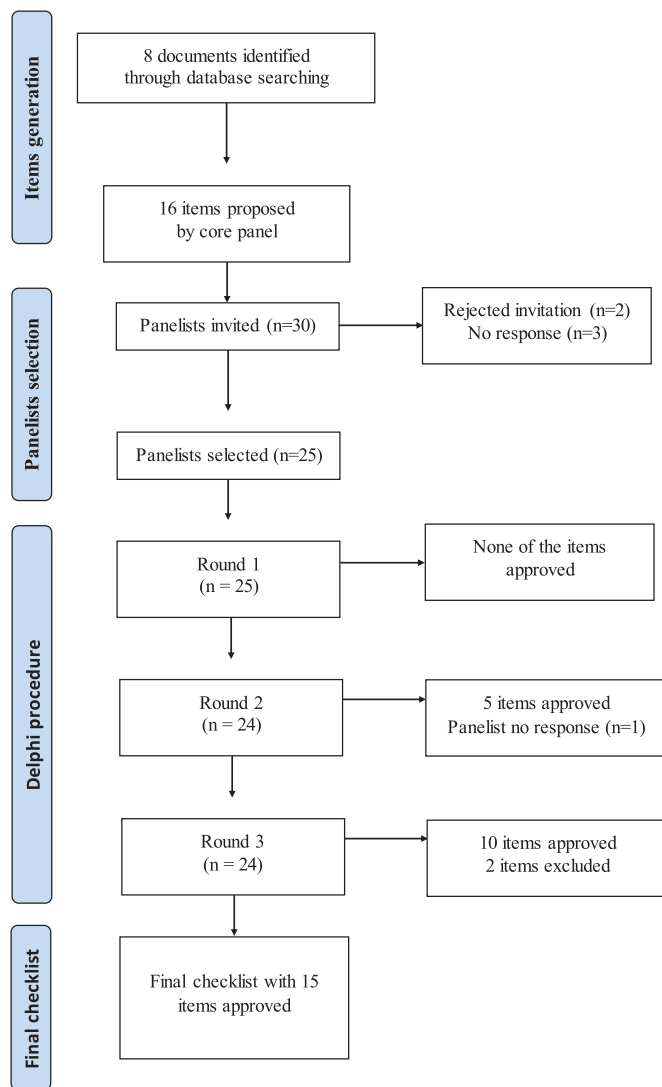 Items generation
8 documents identified
through database searching
16 items proposed
by core panel
Panelists selection
Panelists invited (n=30)
Rejected invitation (n=2)
No response (n=3)
Panelists selected (n=25)
Delphi procedure
Round 1
(n = 25)
None of the items
approved
Round 2
(n = 24)
5 items approved
Panelist no response (n=1)
Round 3
(n = 24)
10 items approved
2 items excluded
Final checklist
Final checklist with 15
items approved